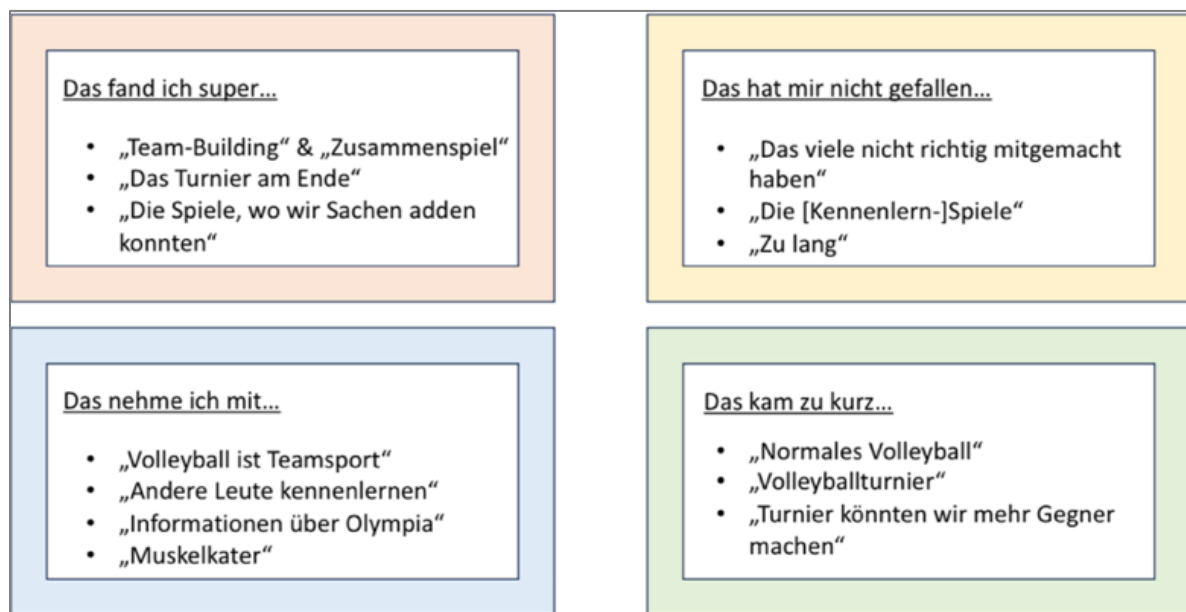 Das fand ich super...
• „Team-Building“ & „Zusammenspiel“
• „Das Turnier am Ende“
• „Die Spiele, wo wir Sachen adden
konnten“
Das hat mir nicht gefallen...
• „Das viele nicht richtig mitgemacht
haben“
• „Die [Kennenlern-]Spiele“
• „Zu lang“
Das nehme ich mit...
• „Volleyball ist Teamsport“
• „Andere Leute kennenlernen“
• „Informationen über Olympia“
• „Muskelkater“
Das kam zu kurz...
• „Normales Volleyball“
• „Volleyballturnier“
• „Turnier könnten wir mehr Gegner
machen“